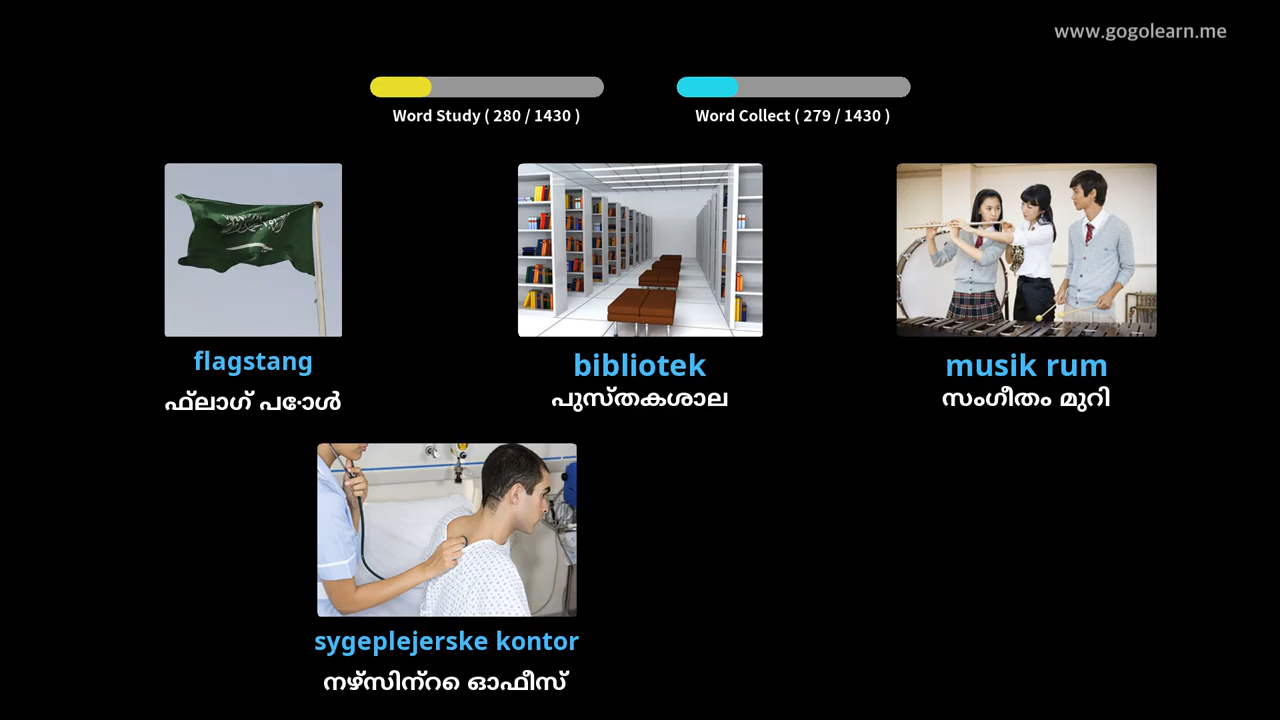 www.gogolearn.me
Word Study ( 280 / 1430 )
Word Collect ( 279 / 1430 )
flagstang
ഫ്ലാഗ് പോൾ
bibliotek
പുസ്തകശാല
musik rum
സംഗീതം മുറി
sygeplejerske kontor
നഴ്സിന്റെ ഓഫീസ്